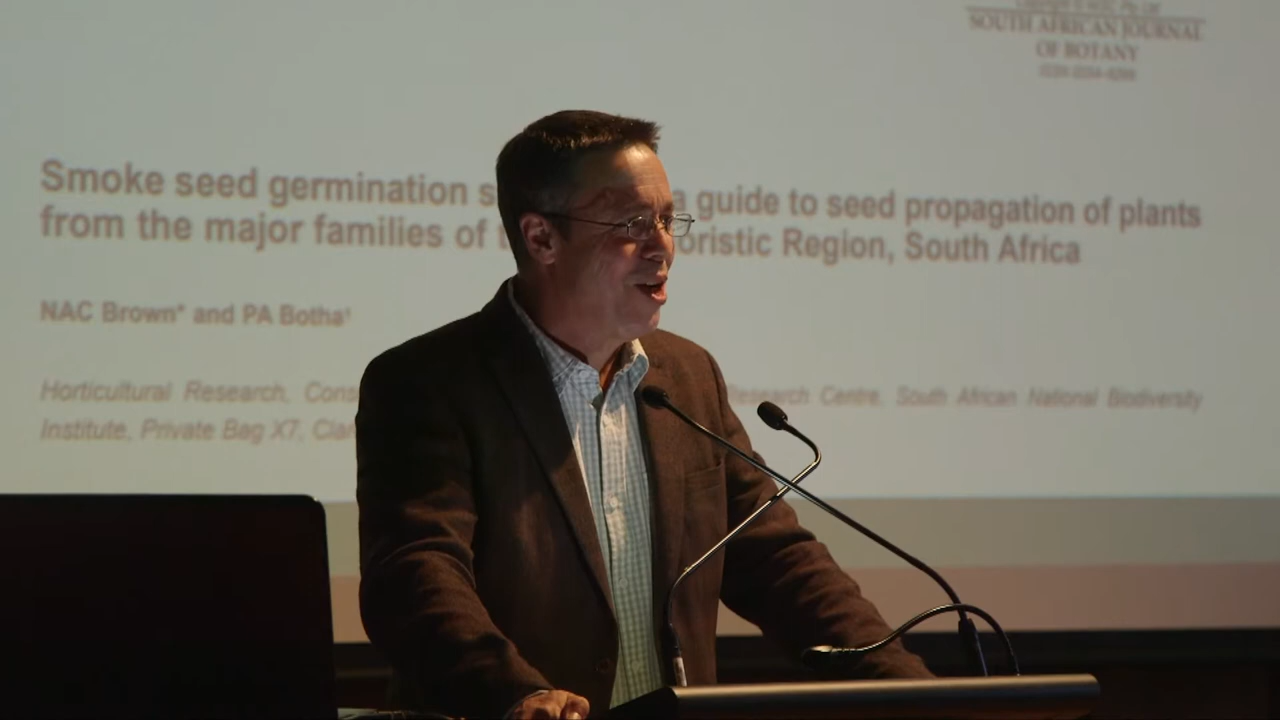 SOUTH AFRICAN JOURNAL
OF BOTANY
Smoke seed germination s a guide to seed propagation of plants
from the major families of oristic Region, South Africa
NAC Brown* and PA Botha¹
Horticultural Research, Cons Research Centre, South African National Biodiversity
Institute, Private Bag X7, Clar